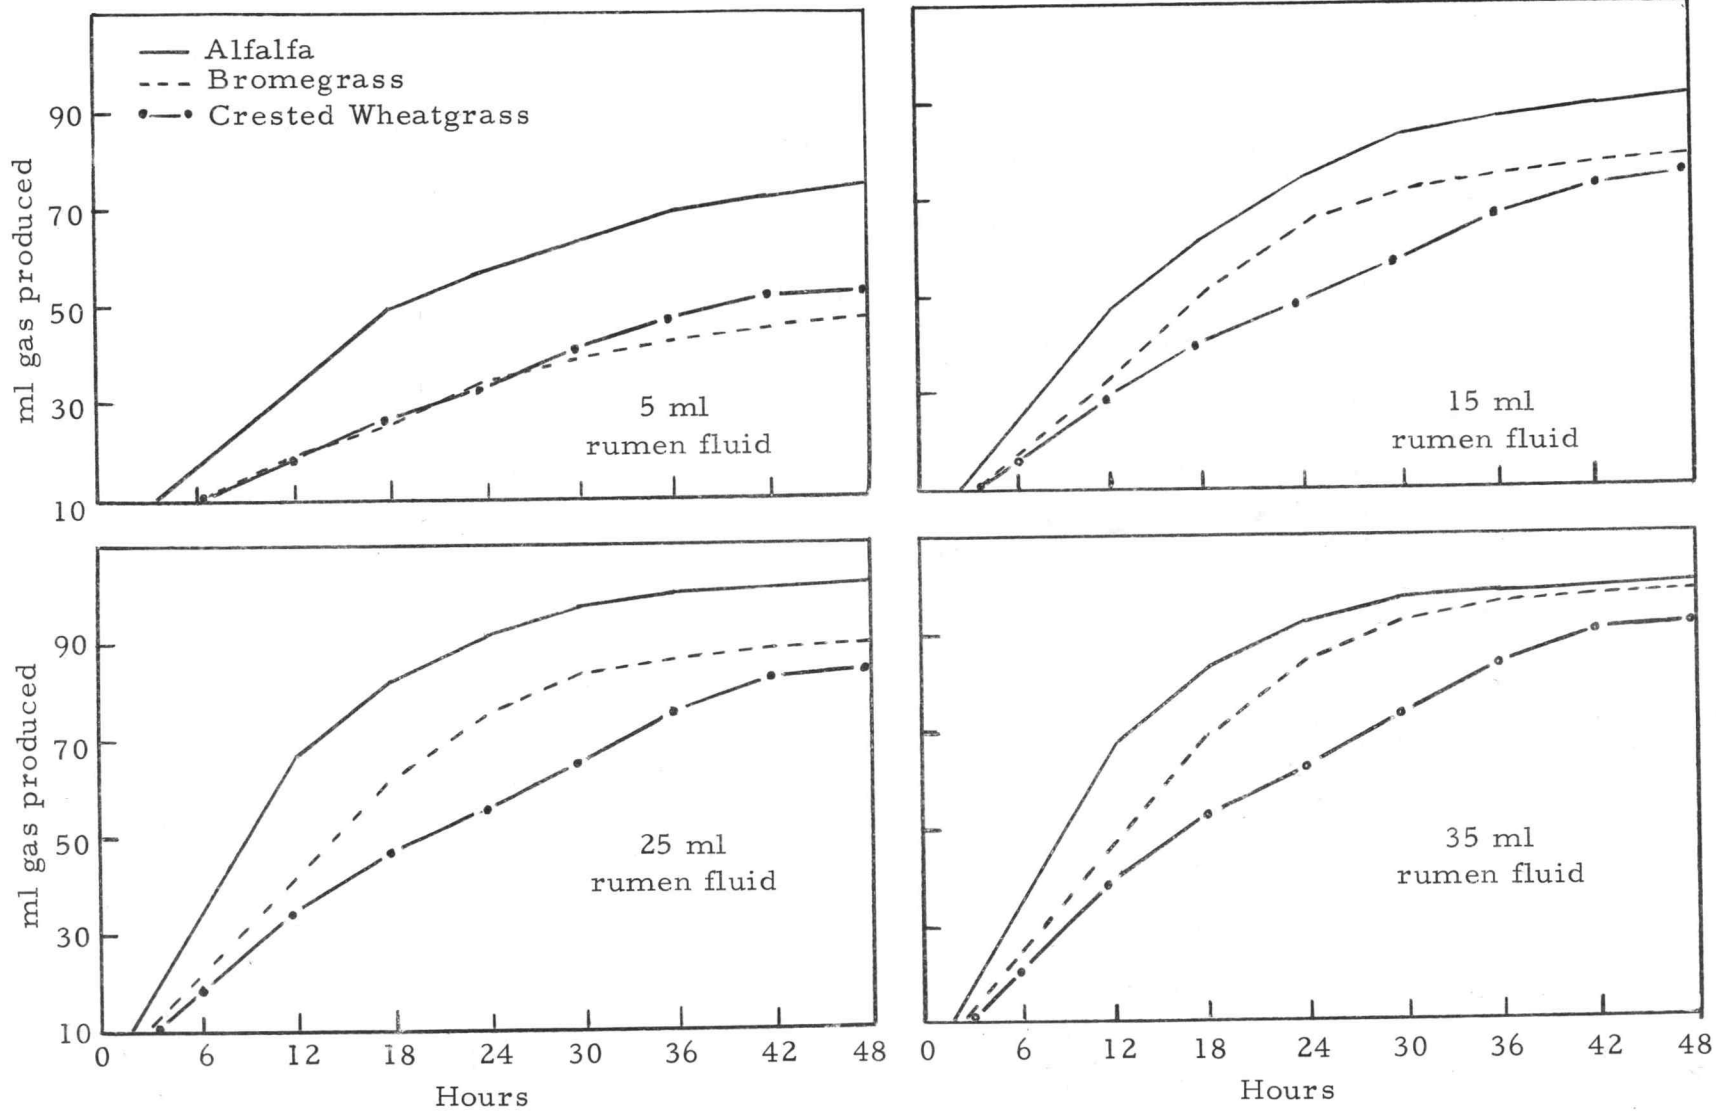 Alfalfa
Bromegrass
Crested Wheatgrass
90
70
50
30
10
ml gas produced
5 ml
rumen fluid
15 ml
rumen fluid
90
70
50
30
10
ml gas produced
25 ml
rumen fluid
35 ml
rumen fluid
0 6 12 18 24 30 36 42 48
Hours
0 6 12 18 24 30 36 42 48
Hours